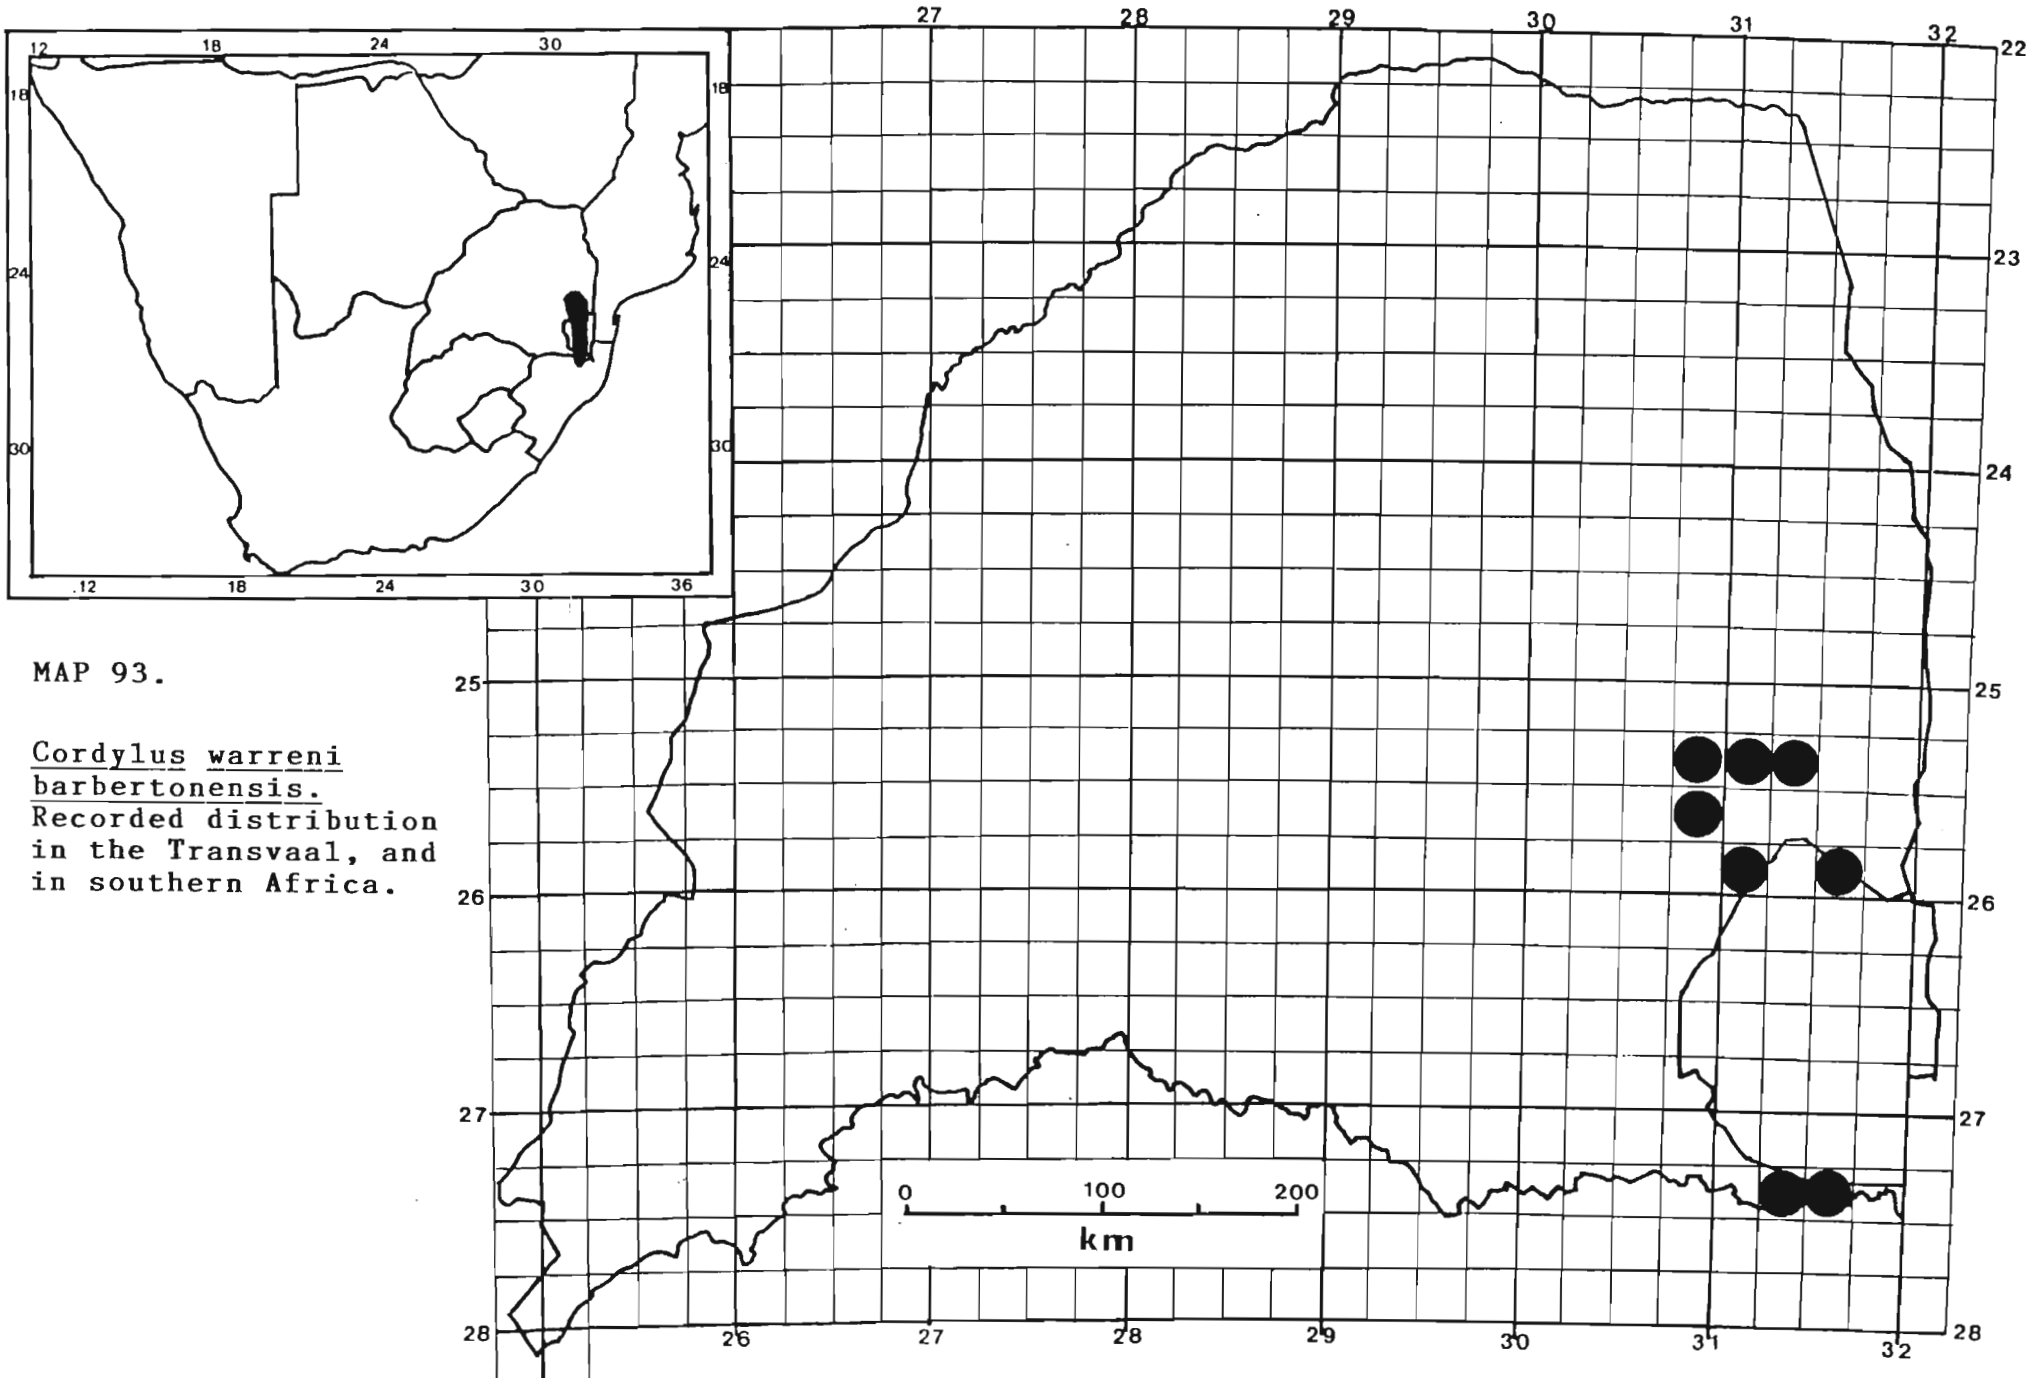 27 28 29 30 31 32
22
12 18 24 30
18 18
24 24
23
30 30
24
.12 18 24 30 36
MAP 93.
25 25
Cordylus warreni
barbertonensis.
Recorded distribution
in the Transvaal, and
in southern Africa.
26 26
27 27
0 100 200
km
28 28
26 27 28 29 30 31 32